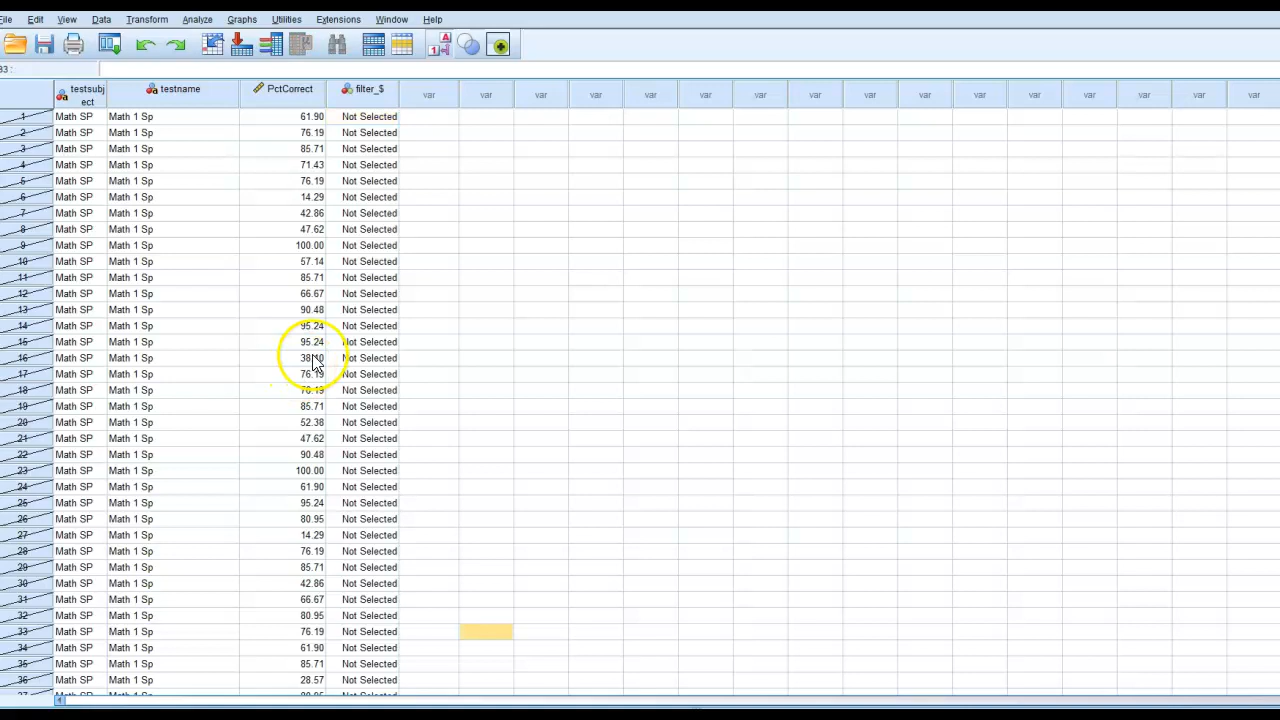 File Edit View Data Transform Analyze Graphs Utilities Extensions Window Help
33 :
testsubject testname PctCorrect filter_$ var var var var var var var var var var var var var var var var
1 Math SP Math 1 Sp 61.90 Not Selected
2 Math SP Math 1 Sp 76.19 Not Selected
3 Math SP Math 1 Sp 85.71 Not Selected
4 Math SP Math 1 Sp 71.43 Not Selected
5 Math SP Math 1 Sp 76.19 Not Selected
6 Math SP Math 1 Sp 14.29 Not Selected
7 Math SP Math 1 Sp 42.86 Not Selected
8 Math SP Math 1 Sp 47.62 Not Selected
9 Math SP Math 1 Sp 100.00 Not Selected
10 Math SP Math 1 Sp 57.14 Not Selected
11 Math SP Math 1 Sp 85.71 Not Selected
12 Math SP Math 1 Sp 66.67 Not Selected
13 Math SP Math 1 Sp 90.48 Not Selected
14 Math SP Math 1 Sp 95.24 Not Selected
15 Math SP Math 1 Sp 95.24 Not Selected
16 Math SP Math 1 Sp 38.10 Not Selected
17 Math SP Math 1 Sp 76.19 Not Selected
18 Math SP Math 1 Sp 76.19 Not Selected
19 Math SP Math 1 Sp 85.71 Not Selected
20 Math SP Math 1 Sp 52.38 Not Selected
21 Math SP Math 1 Sp 47.62 Not Selected
22 Math SP Math 1 Sp 90.48 Not Selected
23 Math SP Math 1 Sp 100.00 Not Selected
24 Math SP Math 1 Sp 61.90 Not Selected
25 Math SP Math 1 Sp 95.24 Not Selected
26 Math SP Math 1 Sp 80.95 Not Selected
27 Math SP Math 1 Sp 14.29 Not Selected
28 Math SP Math 1 Sp 76.19 Not Selected
29 Math SP Math 1 Sp 85.71 Not Selected
30 Math SP Math 1 Sp 42.86 Not Selected
31 Math SP Math 1 Sp 66.67 Not Selected
32 Math SP Math 1 Sp 80.95 Not Selected
33 Math SP Math 1 Sp 76.19 Not Selected
34 Math SP Math 1 Sp 61.90 Not Selected
35 Math SP Math 1 Sp 85.71 Not Selected
36 Math SP Math 1 Sp 28.57 Not Selected